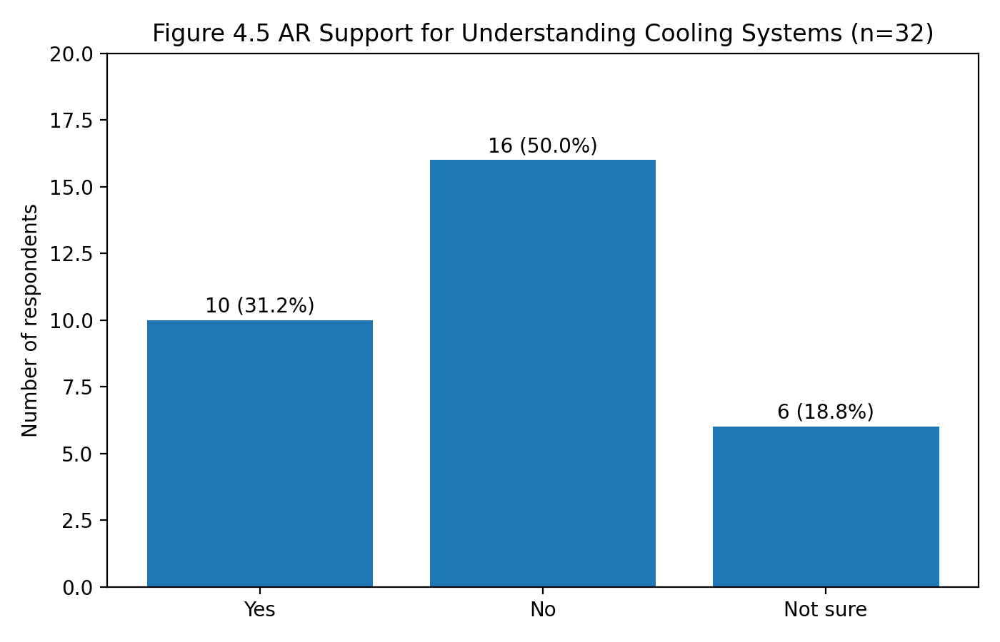 Figure 4.5 AR Support for Understanding Cooling Systems (n=32)
20.0
17.5
15.0
12.5
10.0
7.5
5.0
2.5
0.0
Number of respondents
10 (31.2%)
16 (50.0%)
6 (18.8%)
Yes
No
Not sure